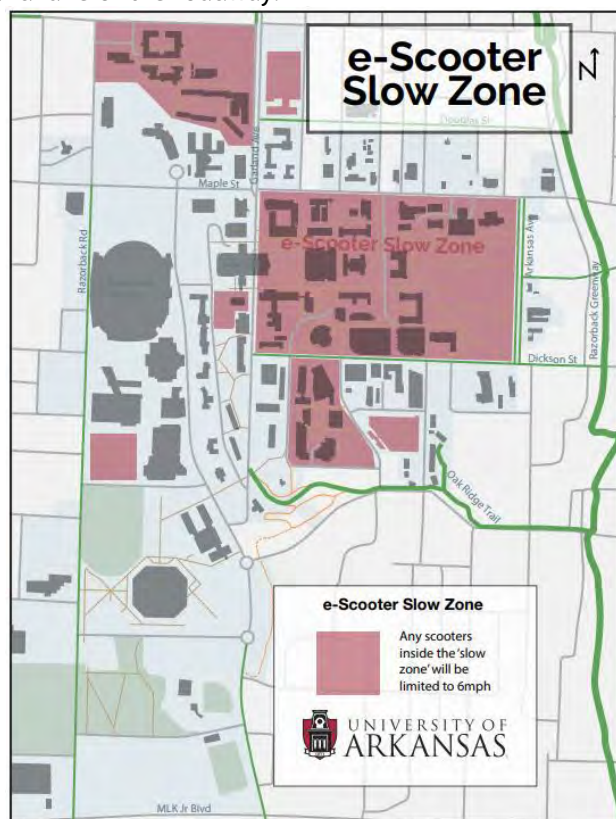 e-Scooter
Slow Zone
N
Douglas St
Garland Ave
Maple St
e-Scooter Slow Zone
Razorback Rd
Arkansas Ave
Razorback Greenway
Dickson St
Oak Ridge Trail
e-Scooter Slow Zone
Any scooters
inside the 'slow
zone' will be
limited to 6mph
UNIVERSITY OF
ARKANSAS
MLK Jr Blvd